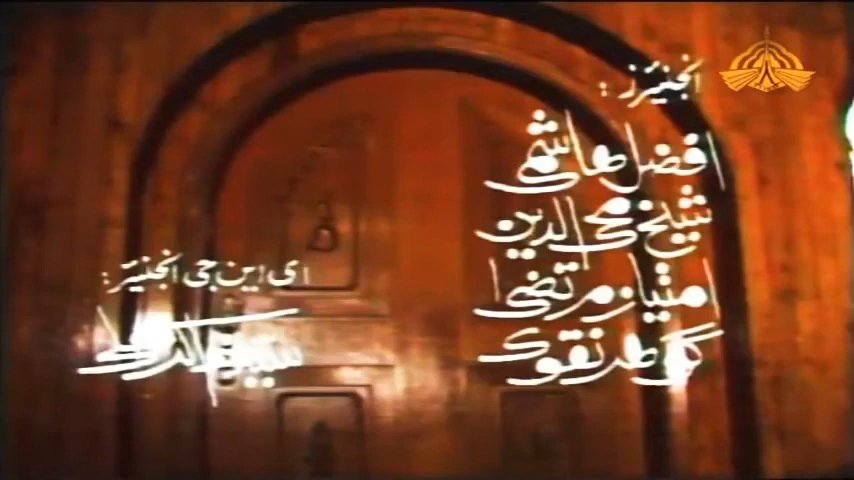 انجنیئرز :
افضل ہاشمی
شیخ محی الدین
امتیاز مرتضیٰ
گوہر نقوی
ای این جی انجنیئر :